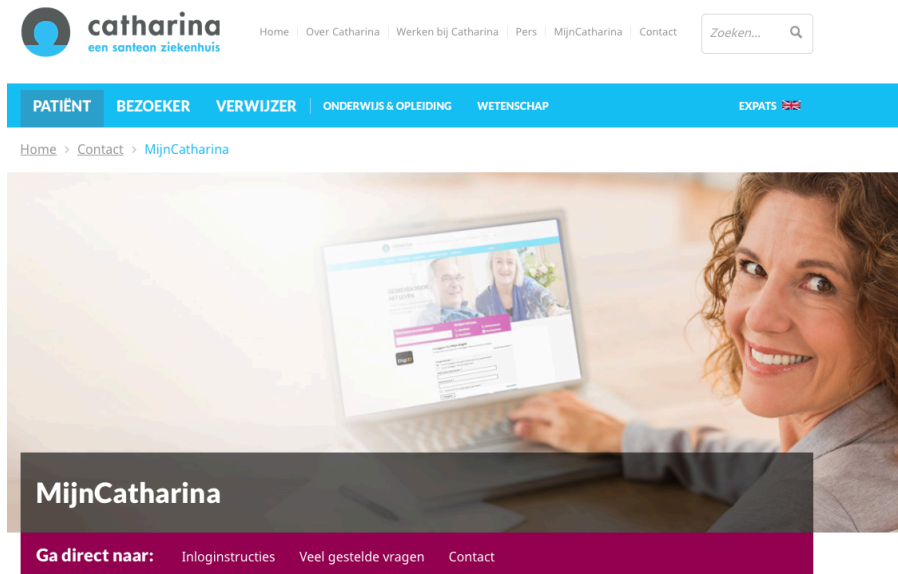 catharina
een santeon ziekenhuis
Home Over Catharina Werken bij Catharina Pers MijnCatharina Contact
Zoeken...
PATIËNT BEZOEKER VERWIJZER ONDERWIJS & OPLEIDING WETENSCHAP EXPATS
Home > Contact > MijnCatharina
MijnCatharina
Ga direct naar: Inloginstructies Veel gestelde vragen Contact